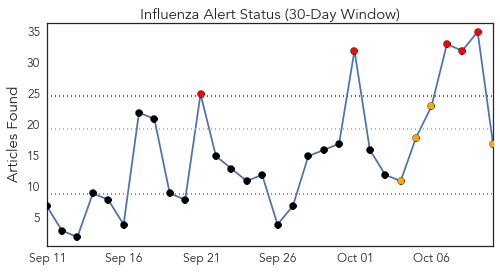 Influenza Alert Status (30-Day Window)
Articles Found
35
30
25
20
15
10
5
Sep 11 Sep 16 Sep 21 Sep 26 Oct 01 Oct 06